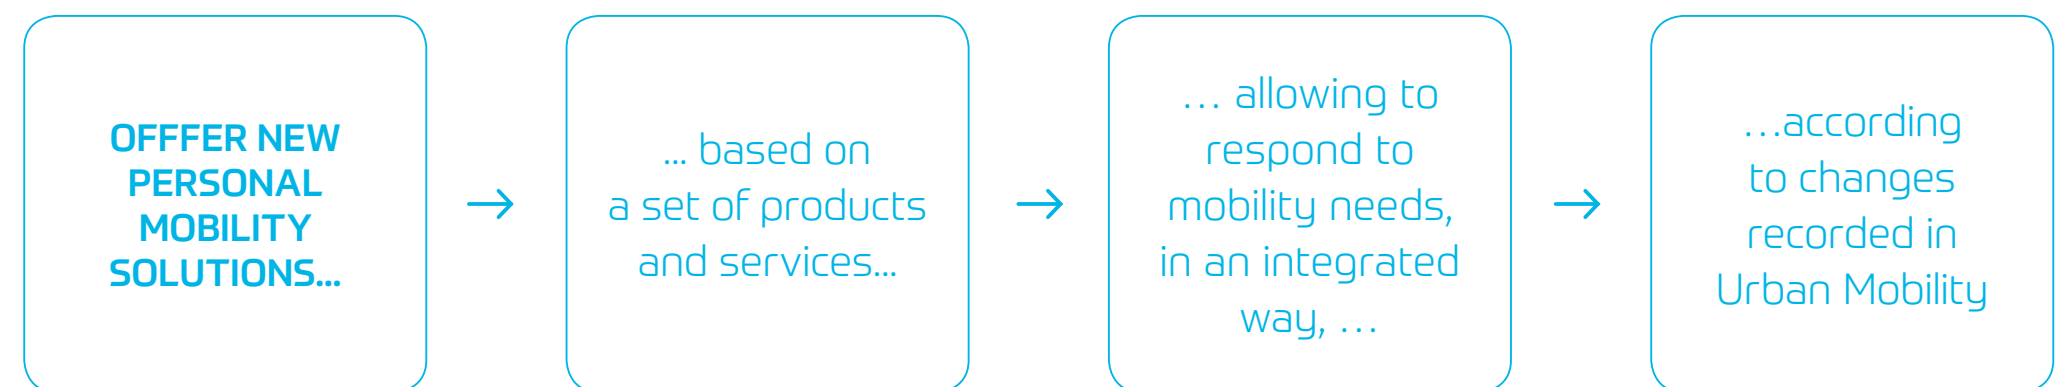 OFFFER NEW
PERSONAL
MOBILITY
SOLUTIONS...
... based on
a set of products
and services...
... allowing to
respond to
mobility needs,
in an integrated
way, ...
...according
to changes
recorded in
Urban Mobility